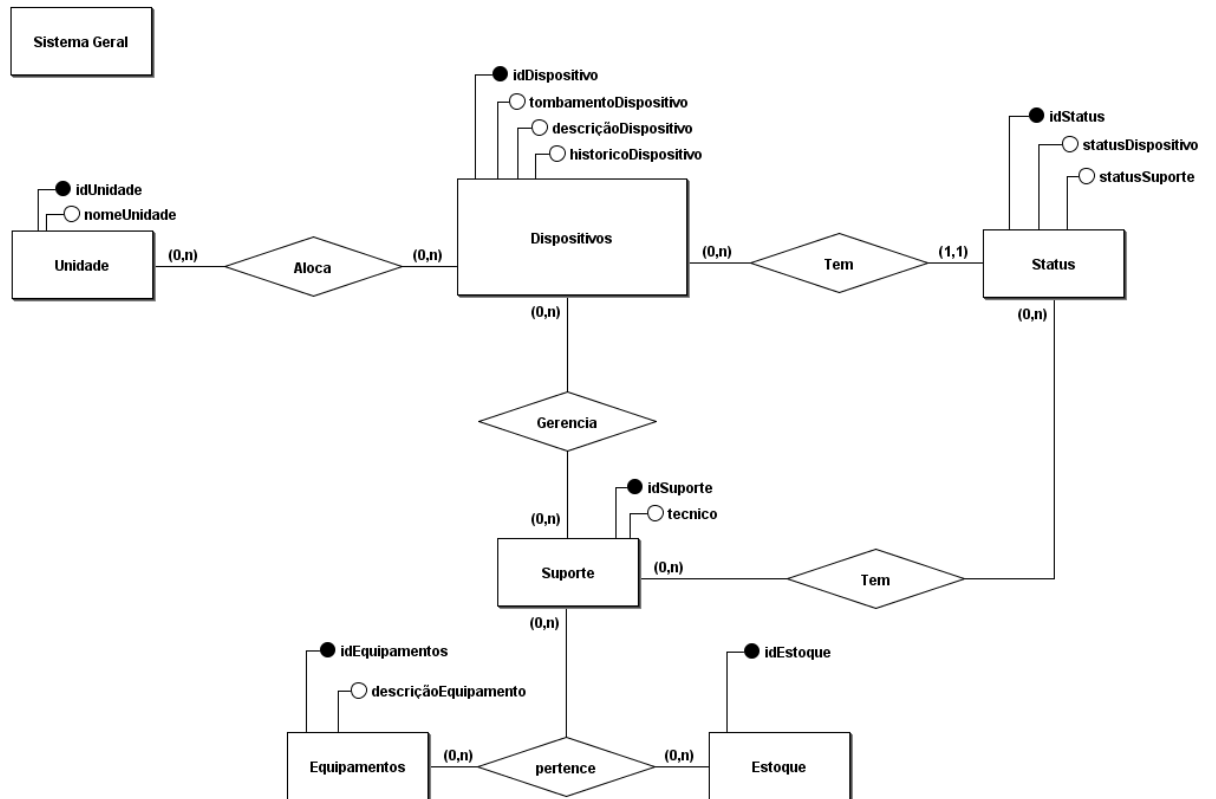 Sistema Geral
idDispositivo
tombamentoDispositivo
descriçãoDispositivo
historicoDispositivo
idStatus
statusDispositivo
statusSuporte
idUnidade
nomeUnidade
Unidade
(0,n)
Aloca
(0,n)
Dispositivos
(0,n)
Tem
(1,1)
Status
(0,n)
(0,n)
Gerencia
idSuporte
tecnico
(0,n)
Suporte
(0,n)
Tem
(0,n)
idEquipamentos
descriçãoEquipamento
idEstoque
Equipamentos
(0,n)
pertence
(0,n)
Estoque